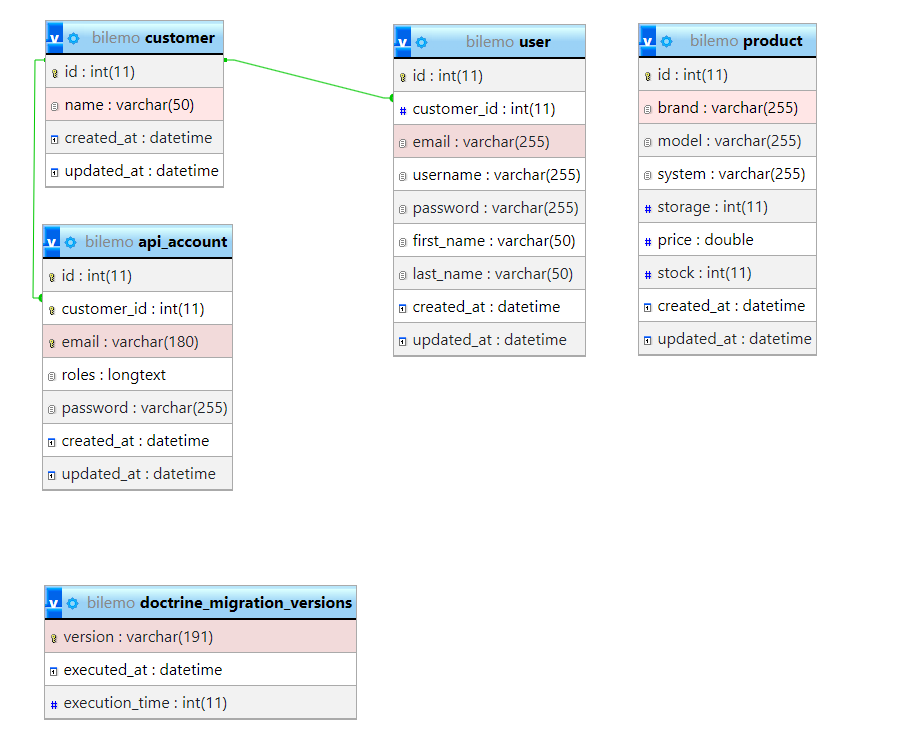 bilemo customer
id : int(11)
name : varchar(50)
created_at : datetime
updated_at : datetime
bilemo api_account
id : int(11)
customer_id : int(11)
email : varchar(180)
roles : longtext
password : varchar(255)
created_at : datetime
updated_at : datetime
bilemo user
id : int(11)
customer_id : int(11)
email : varchar(255)
username : varchar(255)
password : varchar(255)
first_name : varchar(50)
last_name : varchar(50)
created_at : datetime
updated_at : datetime
bilemo product
id : int(11)
brand : varchar(255)
model : varchar(255)
system : varchar(255)
storage : int(11)
price : double
stock : int(11)
created_at : datetime
updated_at : datetime
bilemo doctrine_migration_versions
version : varchar(191)
executed_at : datetime
execution_time : int(11)